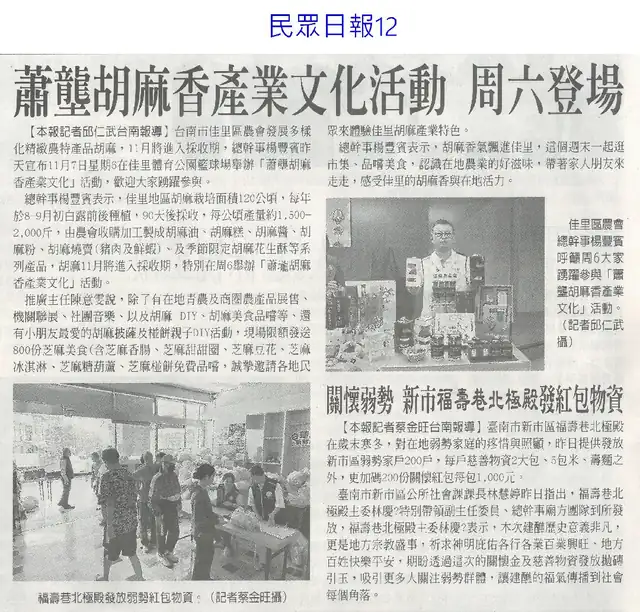 民眾日報12
蕭壟胡麻香產業文化活動 周六登場
【本報記者邱仁武台南報導】台南市佳里區農會發展多樣
化精緻農特產品胡麻，11月將進入採收期，總幹事楊豐賓昨
天宣布11月7日星期6在佳里體育公園籃球場舉辦「蕭壟胡麻
香產業文化」活動，歡迎大家踴躍參與。
總幹事楊豐賓表示，佳里地區胡麻栽培面積120公頃，每年
於8-9月初白露前後種植，90天後採收，每公頃產量約1,500-
2,000斤，由農會收購加工製成胡麻油、胡麻糕、胡麻醬、胡
麻粉、胡麻燒賣(豬肉及鮮蝦)、及季節限定胡麻花生酥等系
列產品，胡麻11月將進入採收期，特別在周6舉辦「蕭壟胡麻
香產業文化」活動。
推廣主任陳意雯說，除了有在地青農及商圈農產品展售、
機關聯展、社團音樂、以及胡麻 DIY、胡麻美食品嚐等、還
有小朋友最愛的胡麻披薩及椪餅親子DIY活動，現場限額發送
800份芝麻美食(含芝麻香腸、芝麻甜甜圈、芝麻豆花、芝麻
冰淇淋、芝麻糖葫蘆、芝麻椪餅免費品嚐，誠摯邀請各地民
眾來體驗佳里胡麻產業特色。
總幹事楊豐賓表示，胡麻香氣飄進佳里，這個週末一起逛
市集、品嚐美食，認識在地農業的好滋味，帶著家人朋友來
走走，感受佳里的胡麻香與在地活力。
佳里區農會
總幹事楊豐賓
呼籲周6大家
踴躍參與「蕭
壟胡麻香產業
文化」活動。
（記者邱仁武
攝）
關懷弱勢 新市福壽巷北極殿發紅包物資
【本報記者蔡金旺台南報導】臺南市新市區福壽巷北極殿
在歲末寒冬，對在地弱勢家庭的疼惜與照顧，昨日提供發放
新市區弱勢家戶200戶，每戶慈善物資2大包、5包米、壽麵之
外，更加碼200份關懷紅包每包1,000元。
臺南市新市區公所社會課課長林慧婷昨日指出，福壽巷北
極殿主委林慶?特別帶領副主任委員、總幹事廟方團隊到所發
放，福壽巷北極殿主委林慶?表示，本次建醮歷史意義非凡，
更是地方宗教盛事，祈求神明庇佑各行各業百業興旺、地方
百姓快樂平安，期盼透過這次的關懷金及慈善物資發放拋磚
引玉，吸引更多人關注弱勢群體，讓建醮的福氣傳播到社會
每個角落。
福壽巷北極殿發放弱勢紅包物資。（記者蔡金旺攝）